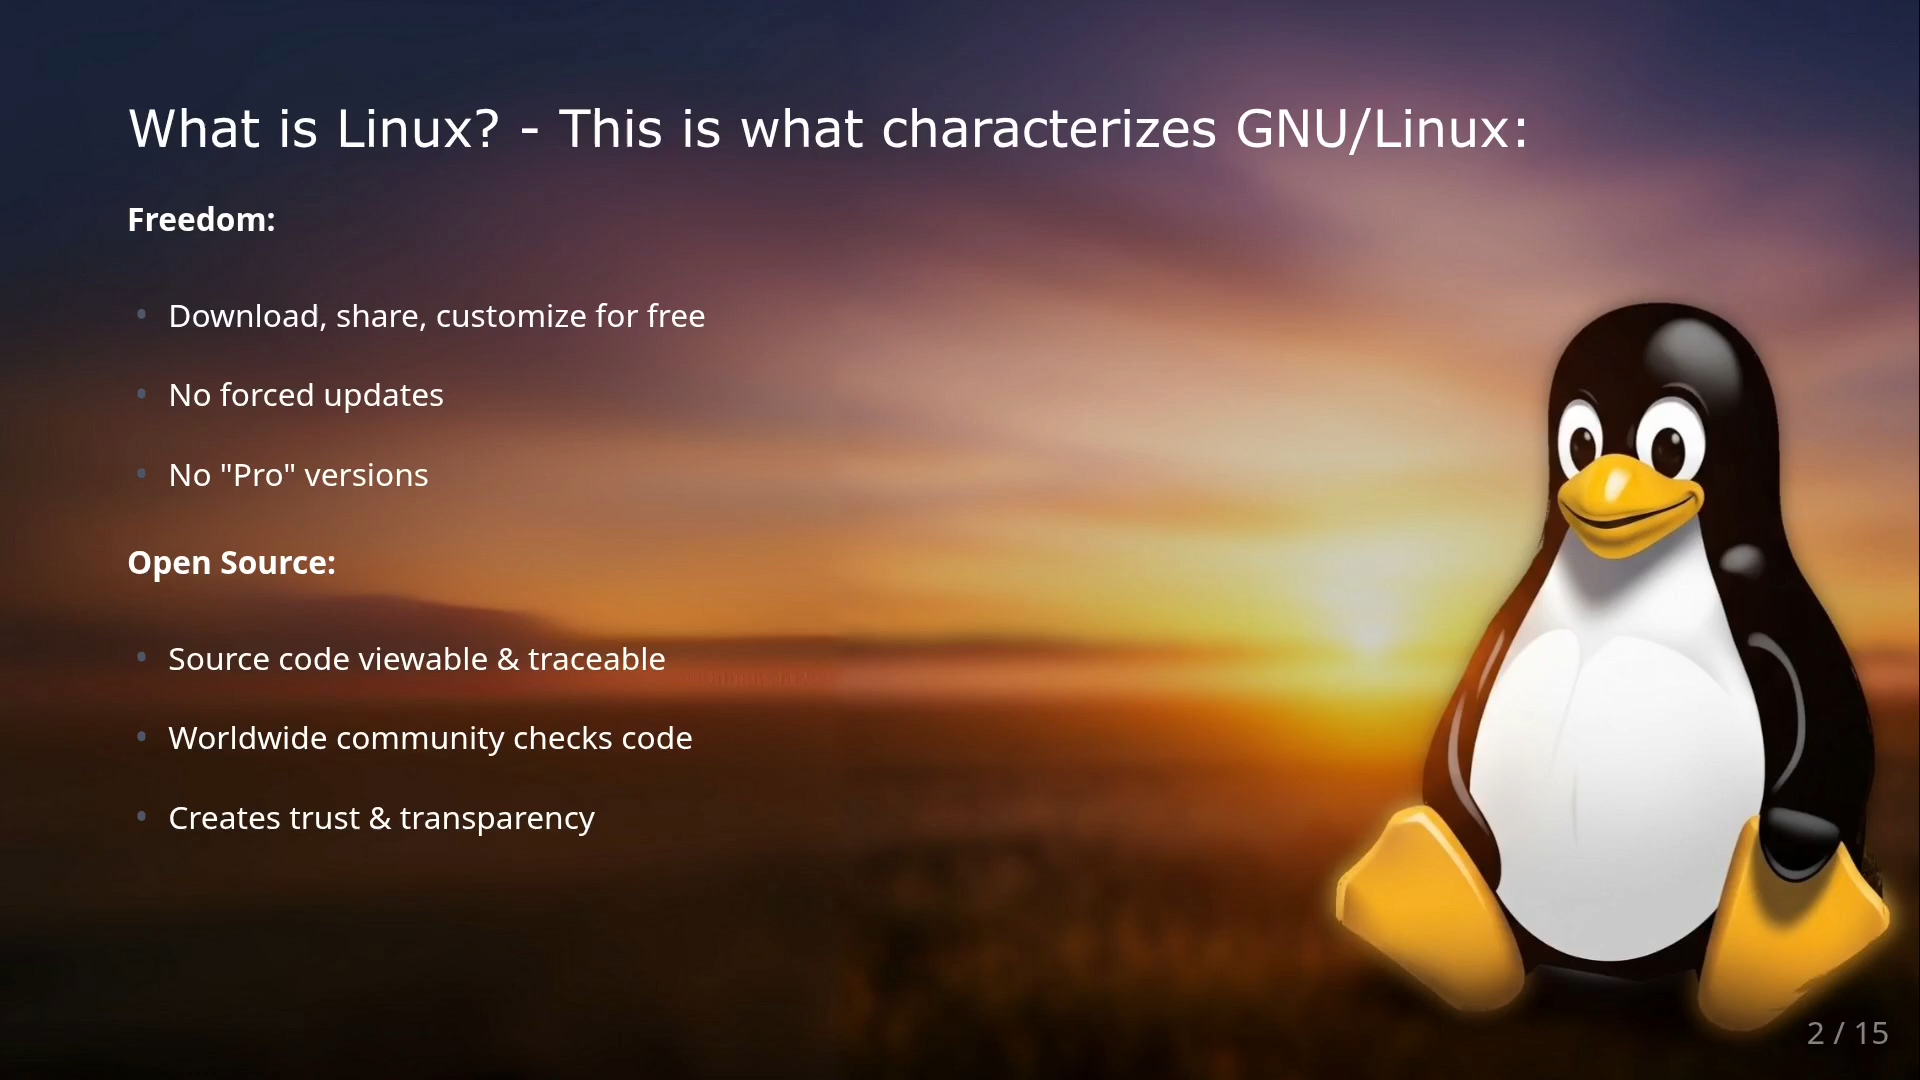 What is Linux? - This is what characterizes GNU/Linux:
Freedom:
• Download, share, customize for free
• No forced updates
• No "Pro" versions
Open Source:
• Source code viewable & traceable
• Worldwide community checks code
• Creates trust & transparency
2 / 15